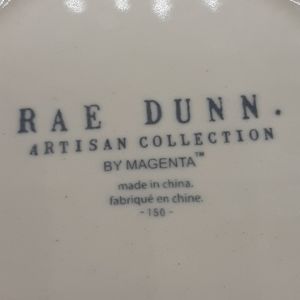 RAE DUNN.
ARTISAN COLLECTION
BY MAGENTA™
made in china.
fabriqué en chine.
- 150 -